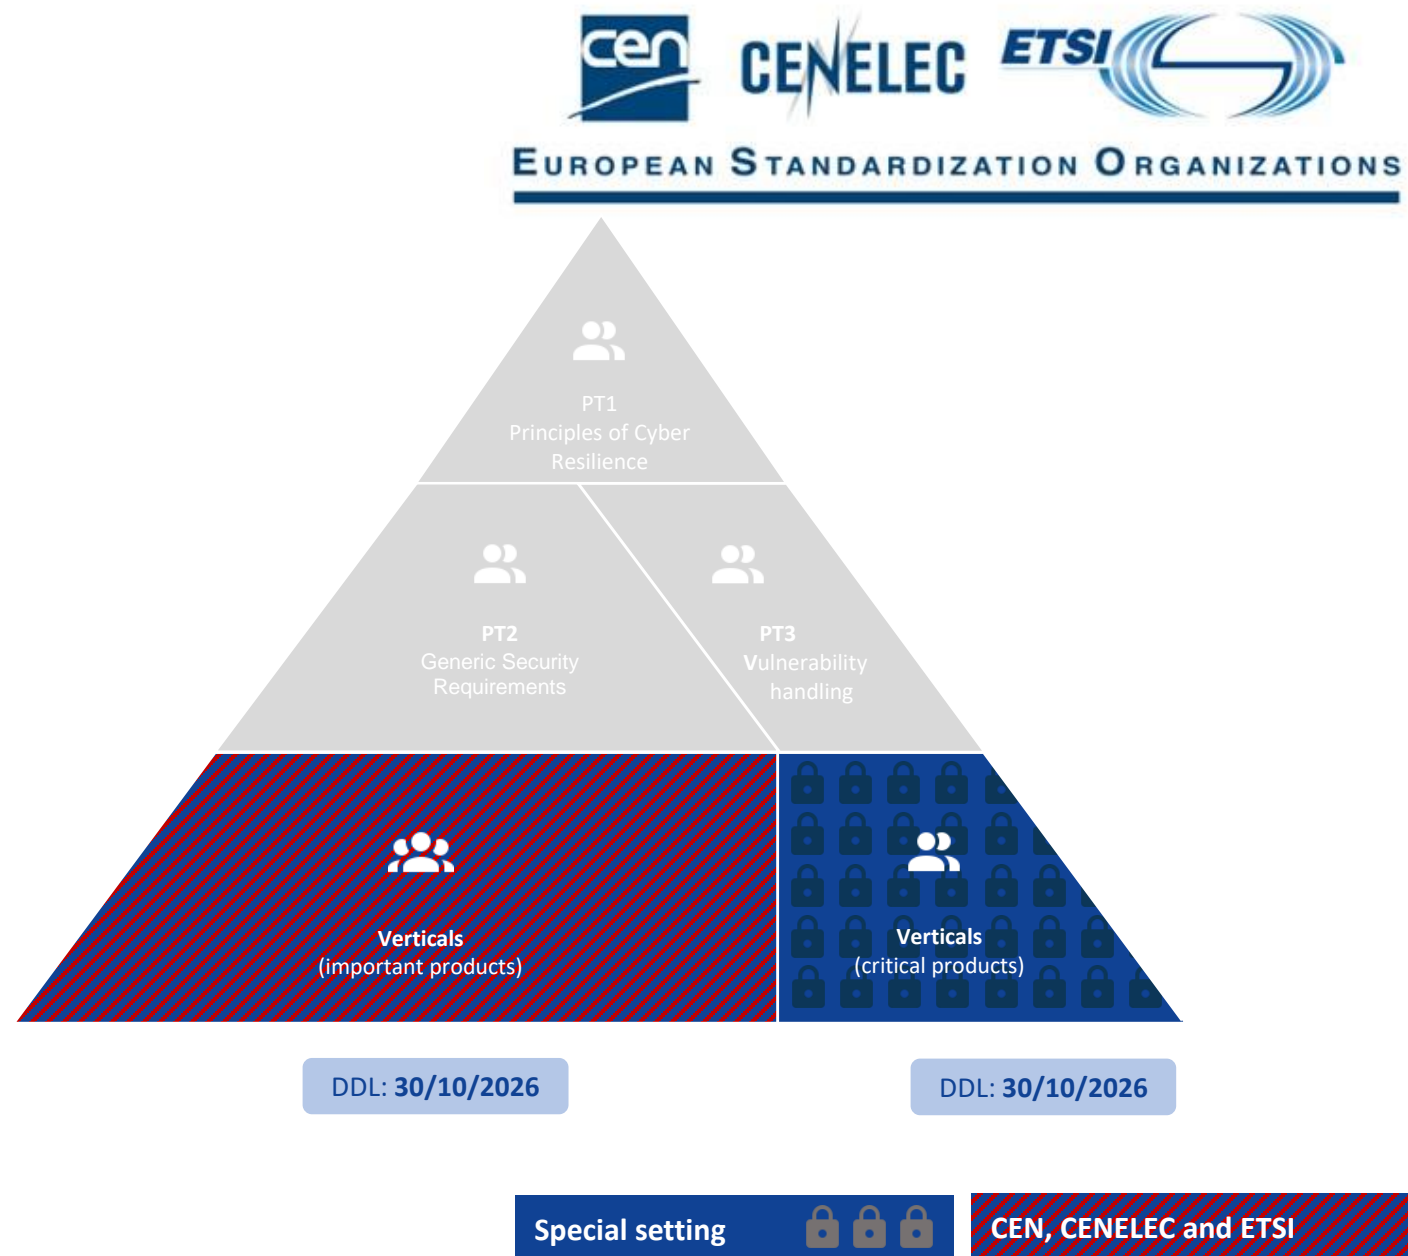 cen
CENELEC
ETSI
EUROPEAN STANDARDIZATION ORGANIZATIONS
PT1
Principles of Cyber
Resilience
PT2
Generic Security
Requirements
PT3
Vulnerability
handling
Verticals
(important products)
Verticals
(critical products)
DDL: 30/10/2026
DDL: 30/10/2026
Special setting
CEN, CENELEC and ETSI